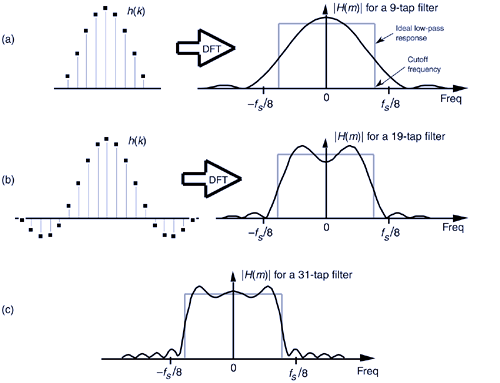 (a)
h(k)
DFT
|H(m)| for a 9-tap filter
Ideal low-pass
response
Cutoff
frequency
−fs/8
0
fs/8
Freq
(b)
h(k)
DFT
|H(m)| for a 19-tap filter
−fs/8
0
fs/8
Freq
(c)
|H(m)| for a 31-tap filter
−fs/8
0
fs/8
Freq